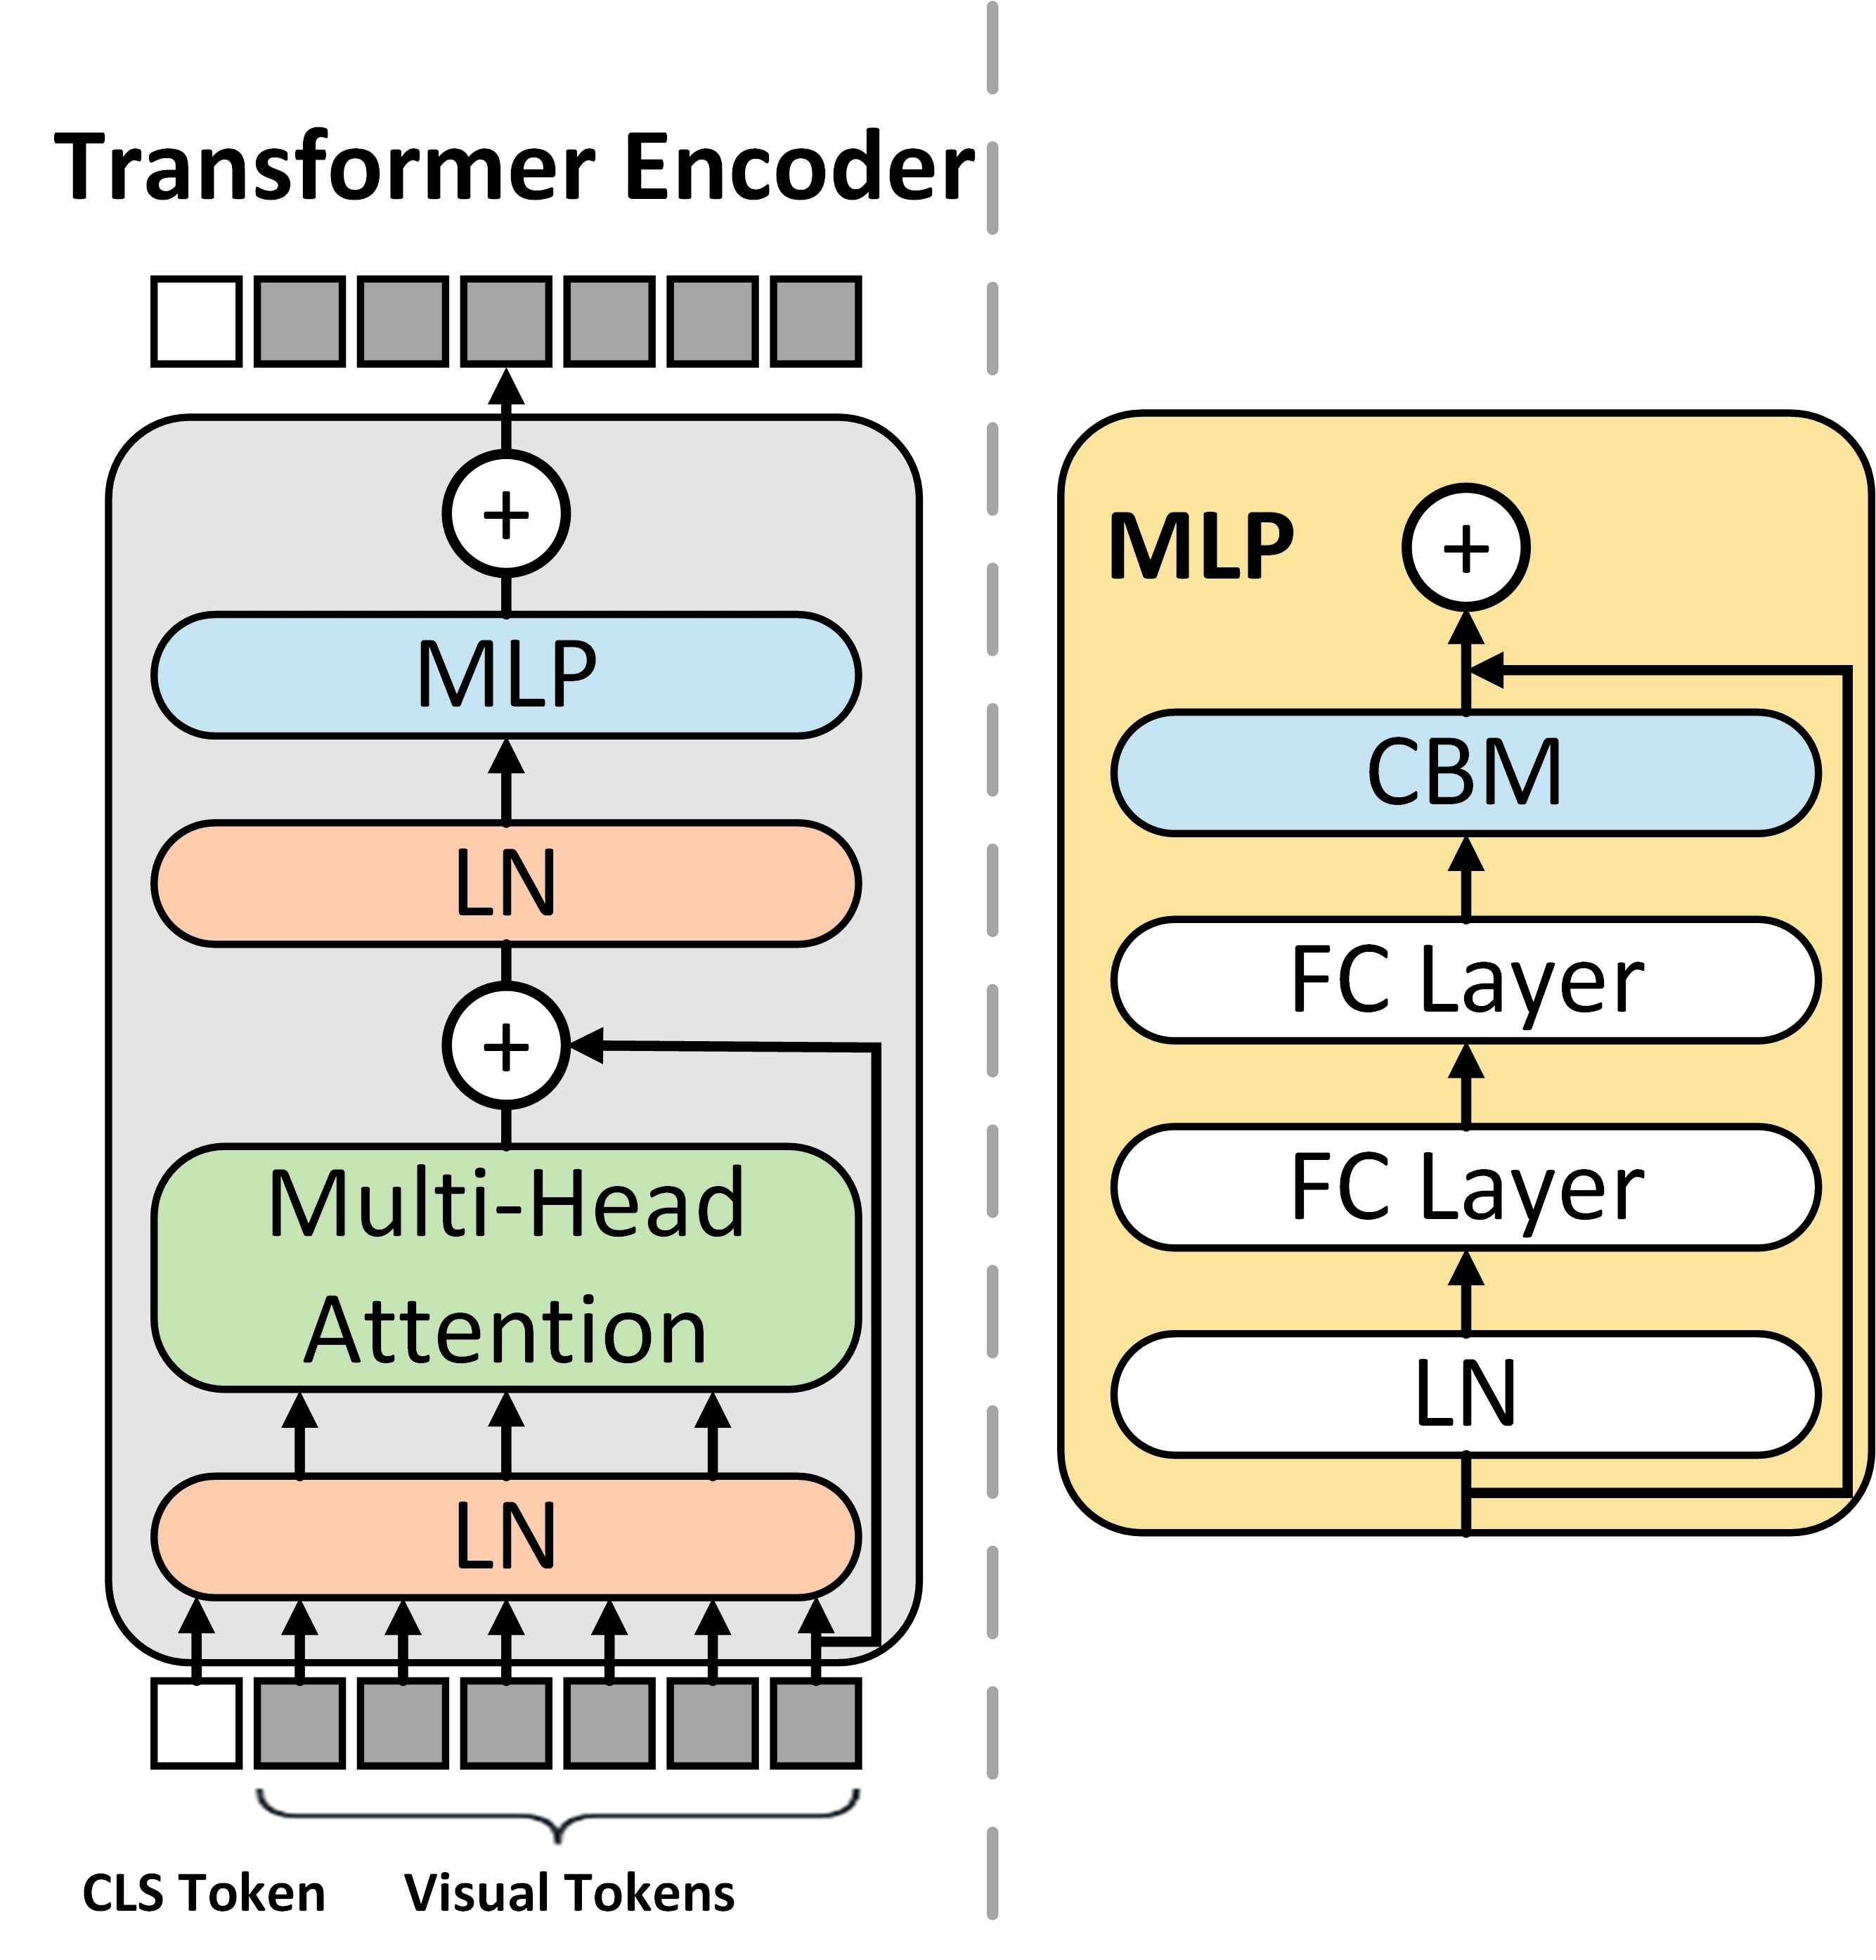 Transformer Encoder
+
MLP
LN
+
Multi-Head
Attention
LN
CLS Token
Visual Tokens
MLP
+
CBM
FC Layer
FC Layer
LN